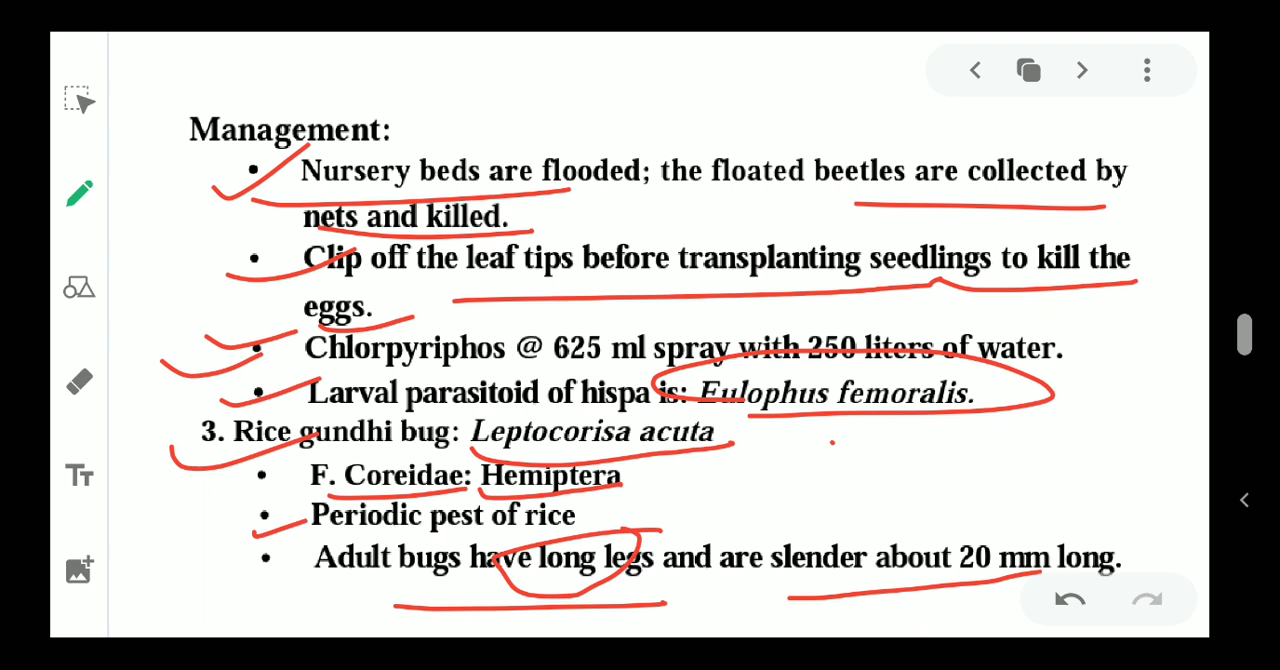 Management:
• Nursery beds are flooded; the floated beetles are collected by
nets and killed.
• Clip off the leaf tips before transplanting seedlings to kill the
eggs.
• Chlorpyriphos @ 625 ml spray with 250 liters of water.
• Larval parasitoid of hispa is: Eulophus femoralis.
3. Rice gundhi bug: Leptocorisa acuta
• F. Coreidae: Hemiptera
• Periodic pest of rice
• Adult bugs have long legs and are slender about 20 mm long.
Tт